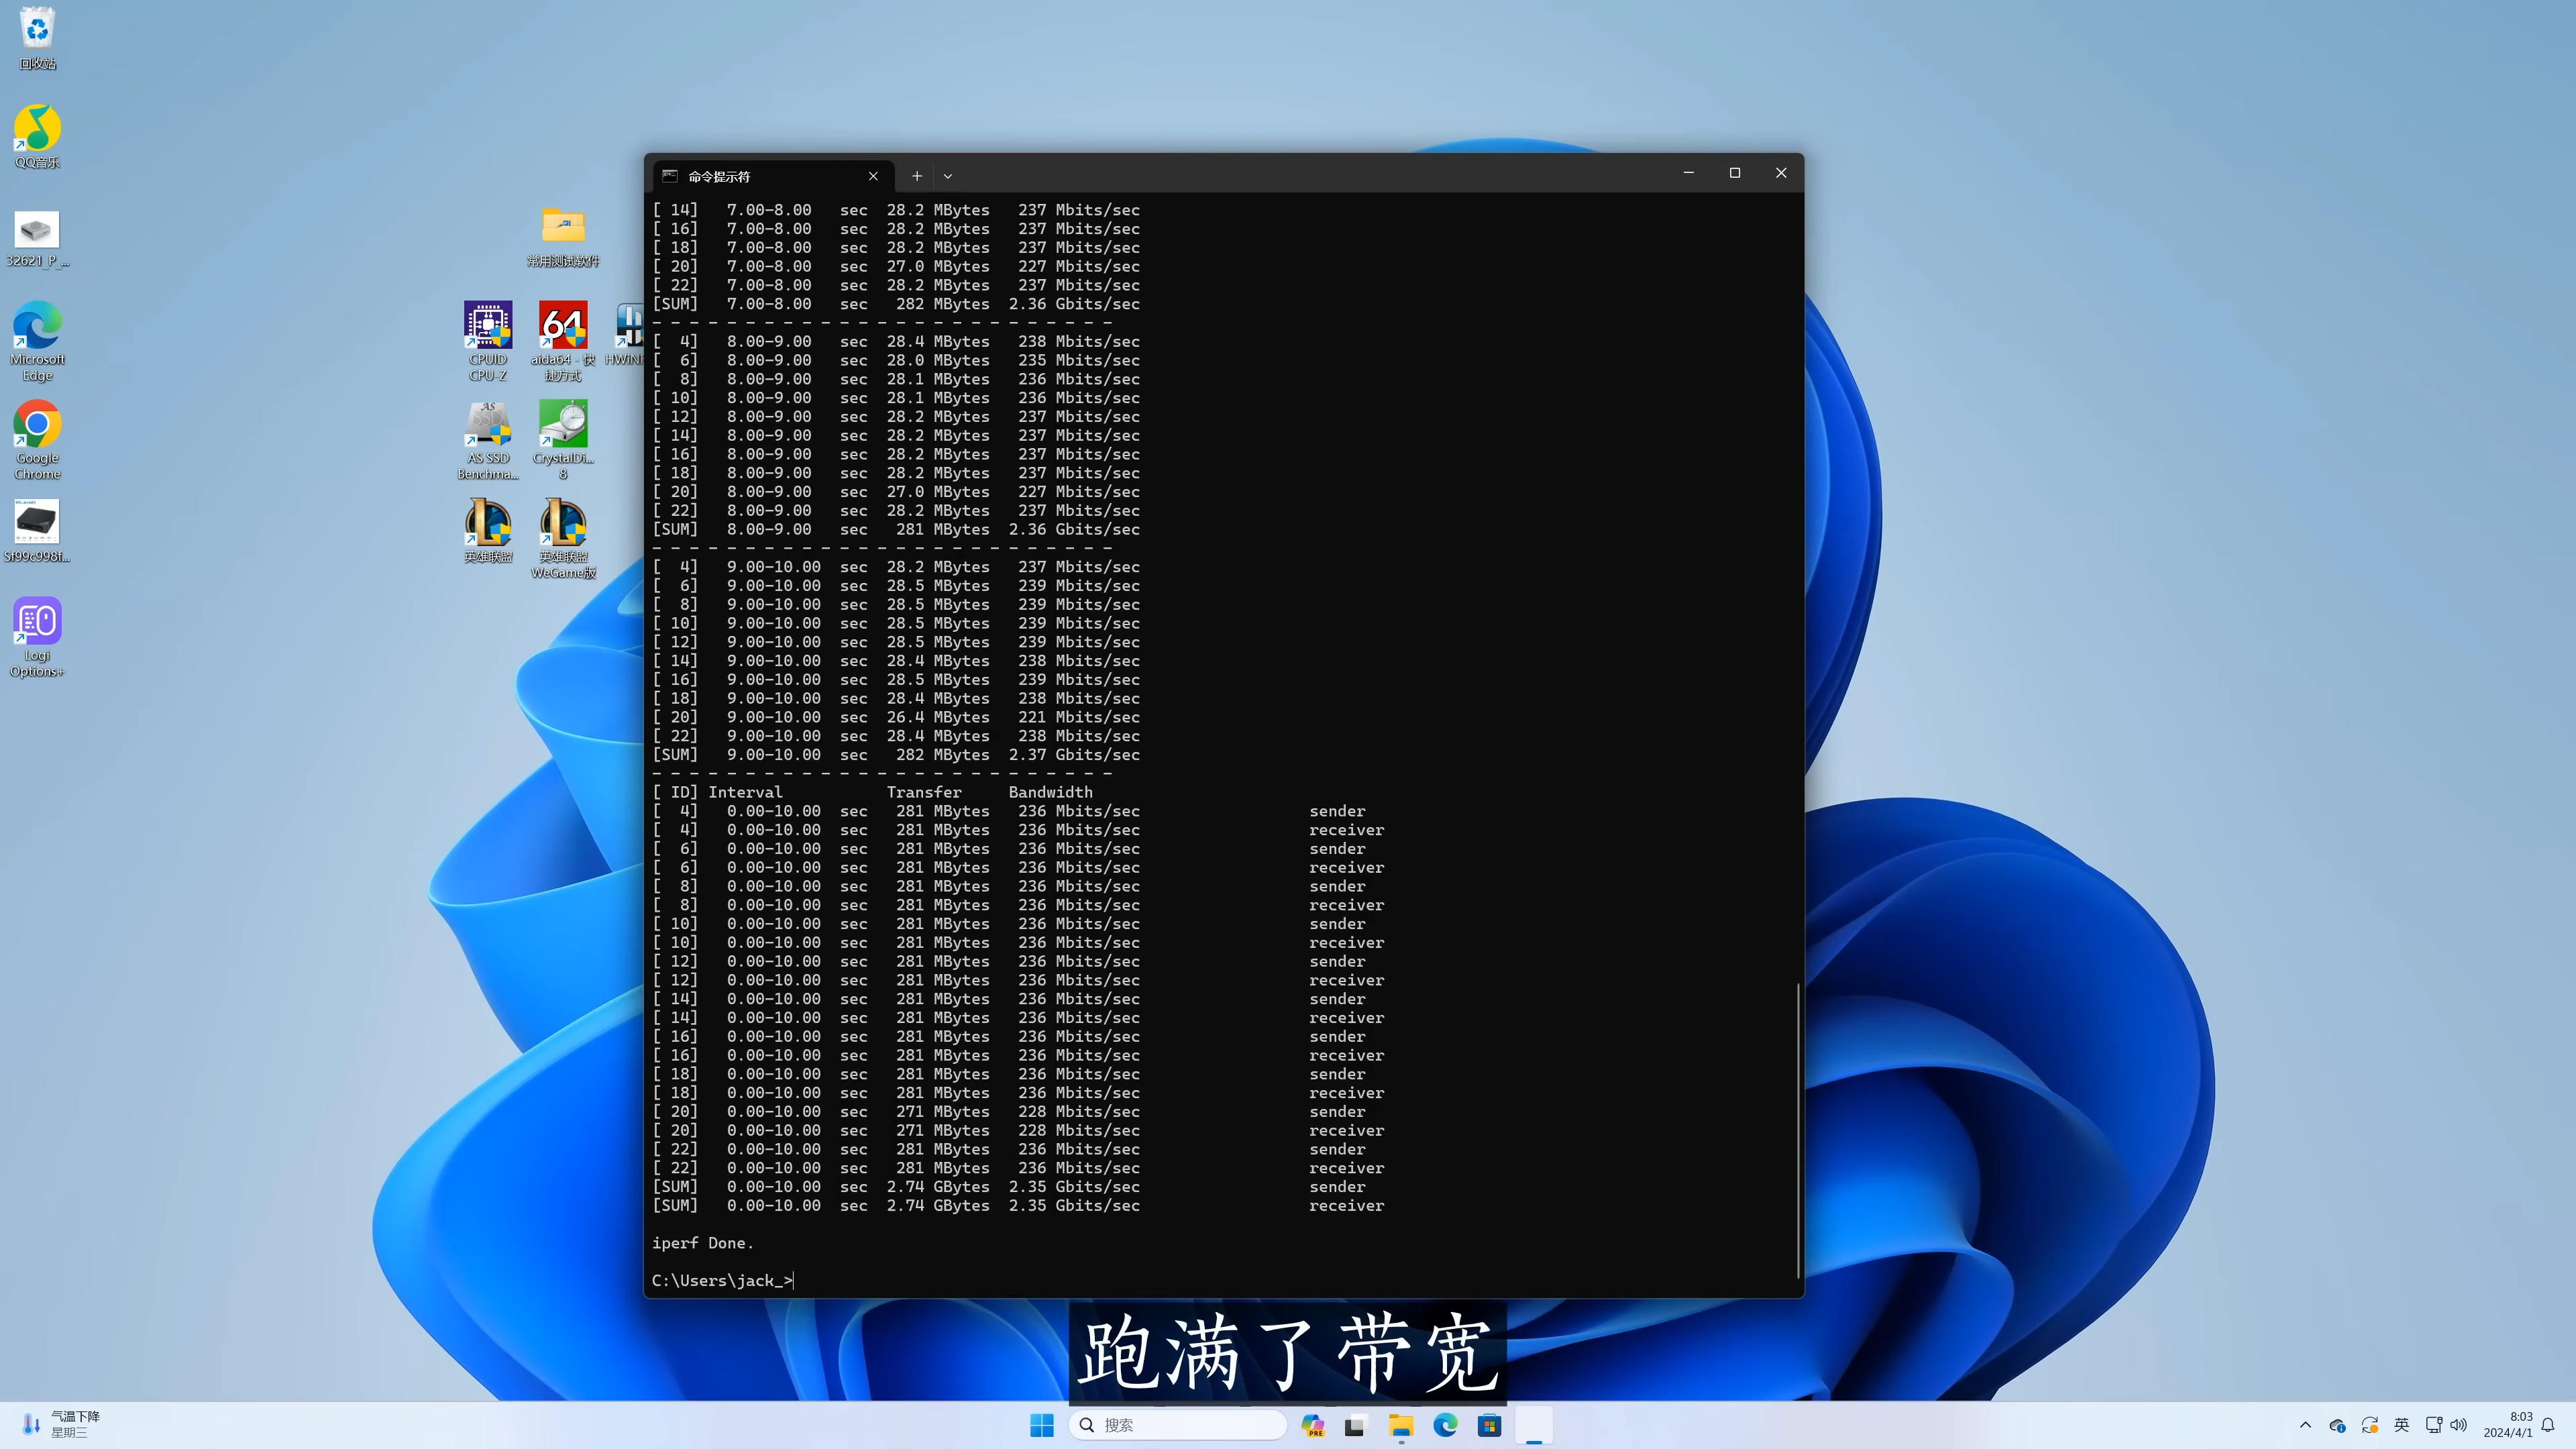 回收站
QQ音乐
32621_P_...
Microsoft
Edge
Google
Chrome
Sf99c998f...
Logi
Options+
常用测试软件
CPUID
CPU-Z
aida64 - 快
捷方式
AS SSD
Benchma...
CrystalDi...
8
英雄联盟
英雄联盟
WeGame版
命令提示符
[ 14]   7.00-8.00   sec  28.2 MBytes   237 Mbits/sec
[ 16]   7.00-8.00   sec  28.2 MBytes   237 Mbits/sec
[ 18]   7.00-8.00   sec  28.2 MBytes   237 Mbits/sec
[ 20]   7.00-8.00   sec  27.0 MBytes   227 Mbits/sec
[ 22]   7.00-8.00   sec  28.2 MBytes   237 Mbits/sec
[SUM]   7.00-8.00   sec   282 MBytes  2.36 Gbits/sec
- - - - - - - - - - - - - - - - - - - - - - - - -
[  4]   8.00-9.00   sec  28.4 MBytes   238 Mbits/sec
[  6]   8.00-9.00   sec  28.0 MBytes   235 Mbits/sec
[  8]   8.00-9.00   sec  28.1 MBytes   236 Mbits/sec
[ 10]   8.00-9.00   sec  28.1 MBytes   236 Mbits/sec
[ 12]   8.00-9.00   sec  28.2 MBytes   237 Mbits/sec
[ 14]   8.00-9.00   sec  28.2 MBytes   237 Mbits/sec
[ 16]   8.00-9.00   sec  28.2 MBytes   237 Mbits/sec
[ 18]   8.00-9.00   sec  28.2 MBytes   237 Mbits/sec
[ 20]   8.00-9.00   sec  27.0 MBytes   227 Mbits/sec
[ 22]   8.00-9.00   sec  28.2 MBytes   237 Mbits/sec
[SUM]   8.00-9.00   sec   281 MBytes  2.36 Gbits/sec
- - - - - - - - - - - - - - - - - - - - - - - - -
[  4]   9.00-10.00  sec  28.2 MBytes   237 Mbits/sec
[  6]   9.00-10.00  sec  28.5 MBytes   239 Mbits/sec
[  8]   9.00-10.00  sec  28.5 MBytes   239 Mbits/sec
[ 10]   9.00-10.00  sec  28.5 MBytes   239 Mbits/sec
[ 12]   9.00-10.00  sec  28.5 MBytes   239 Mbits/sec
[ 14]   9.00-10.00  sec  28.4 MBytes   238 Mbits/sec
[ 16]   9.00-10.00  sec  28.5 MBytes   239 Mbits/sec
[ 18]   9.00-10.00  sec  28.4 MBytes   238 Mbits/sec
[ 20]   9.00-10.00  sec  26.4 MBytes   221 Mbits/sec
[ 22]   9.00-10.00  sec  28.4 MBytes   238 Mbits/sec
[SUM]   9.00-10.00  sec   282 MBytes  2.37 Gbits/sec
- - - - - - - - - - - - - - - - - - - - - - - - -
[ ID] Interval           Transfer     Bandwidth
[  4]   0.00-10.00  sec   281 MBytes   236 Mbits/sec                  sender
[  4]   0.00-10.00  sec   281 MBytes   236 Mbits/sec                  receiver
[  6]   0.00-10.00  sec   281 MBytes   236 Mbits/sec                  sender
[  6]   0.00-10.00  sec   281 MBytes   236 Mbits/sec                  receiver
[  8]   0.00-10.00  sec   281 MBytes   236 Mbits/sec                  sender
[  8]   0.00-10.00  sec   281 MBytes   236 Mbits/sec                  receiver
[ 10]   0.00-10.00  sec   281 MBytes   236 Mbits/sec                  sender
[ 10]   0.00-10.00  sec   281 MBytes   236 Mbits/sec                  receiver
[ 12]   0.00-10.00  sec   281 MBytes   236 Mbits/sec                  sender
[ 12]   0.00-10.00  sec   281 MBytes   236 Mbits/sec                  receiver
[ 14]   0.00-10.00  sec   281 MBytes   236 Mbits/sec                  sender
[ 14]   0.00-10.00  sec   281 MBytes   236 Mbits/sec                  receiver
[ 16]   0.00-10.00  sec   281 MBytes   236 Mbits/sec                  sender
[ 16]   0.00-10.00  sec   281 MBytes   236 Mbits/sec                  receiver
[ 18]   0.00-10.00  sec   281 MBytes   236 Mbits/sec                  sender
[ 18]   0.00-10.00  sec   281 MBytes   236 Mbits/sec                  receiver
[ 20]   0.00-10.00  sec   271 MBytes   228 Mbits/sec                  sender
[ 20]   0.00-10.00  sec   271 MBytes   228 Mbits/sec                  receiver
[ 22]   0.00-10.00  sec   281 MBytes   236 Mbits/sec                  sender
[ 22]   0.00-10.00  sec   281 MBytes   236 Mbits/sec                  receiver
[SUM]   0.00-10.00  sec  2.74 GBytes  2.35 Gbits/sec                  sender
[SUM]   0.00-10.00  sec  2.74 GBytes  2.35 Gbits/sec                  receiver
iperf Done.
C:\Users\jack_>
跑满了带宽
气温下降
星期三
搜索
PRE
英
8:03
2024/4/1